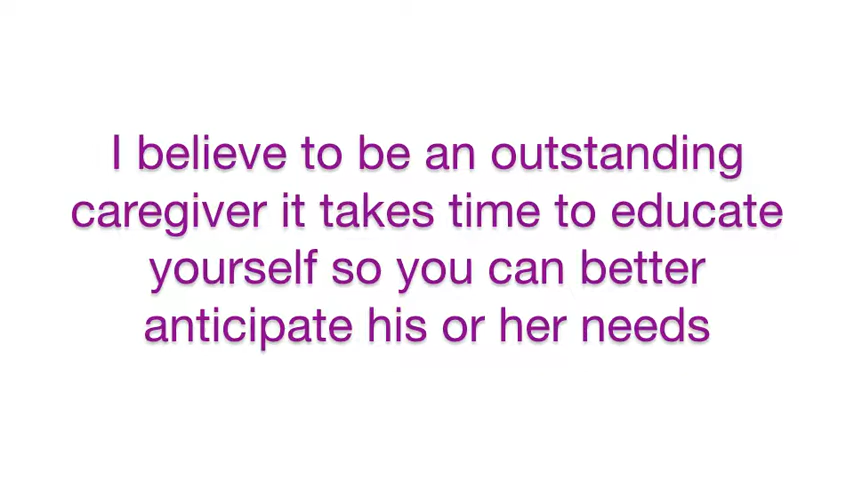 I believe to be an outstanding
caregiver it takes time to educate
yourself so you can better
anticipate his or her needs